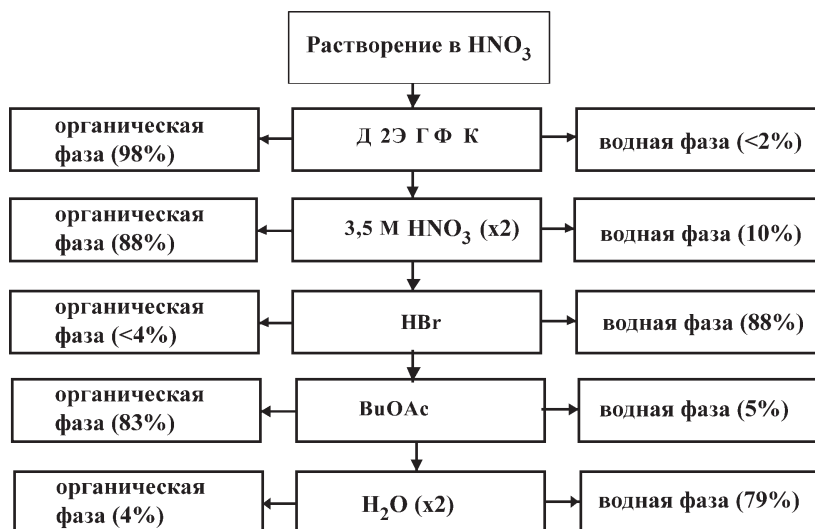 Растворение в HNO₃
органическая
фаза (98%)
Д 2Э Г Ф К
водная фаза (<2%)
органическая
фаза (88%)
3,5 М HNO₃ (x2)
водная фаза (10%)
органическая
фаза (<4%)
HBr
водная фаза (88%)
органическая
фаза (83%)
BuOAc
водная фаза (5%)
органическая
фаза (4%)
H₂O (x2)
водная фаза (79%)